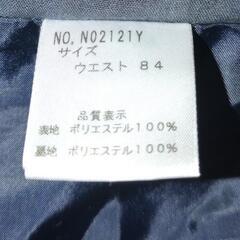 NO. N02121Y
サイズ
ウエスト 84
品質表示
表地 ポリエステル100%
裏地 ポリエステル100%